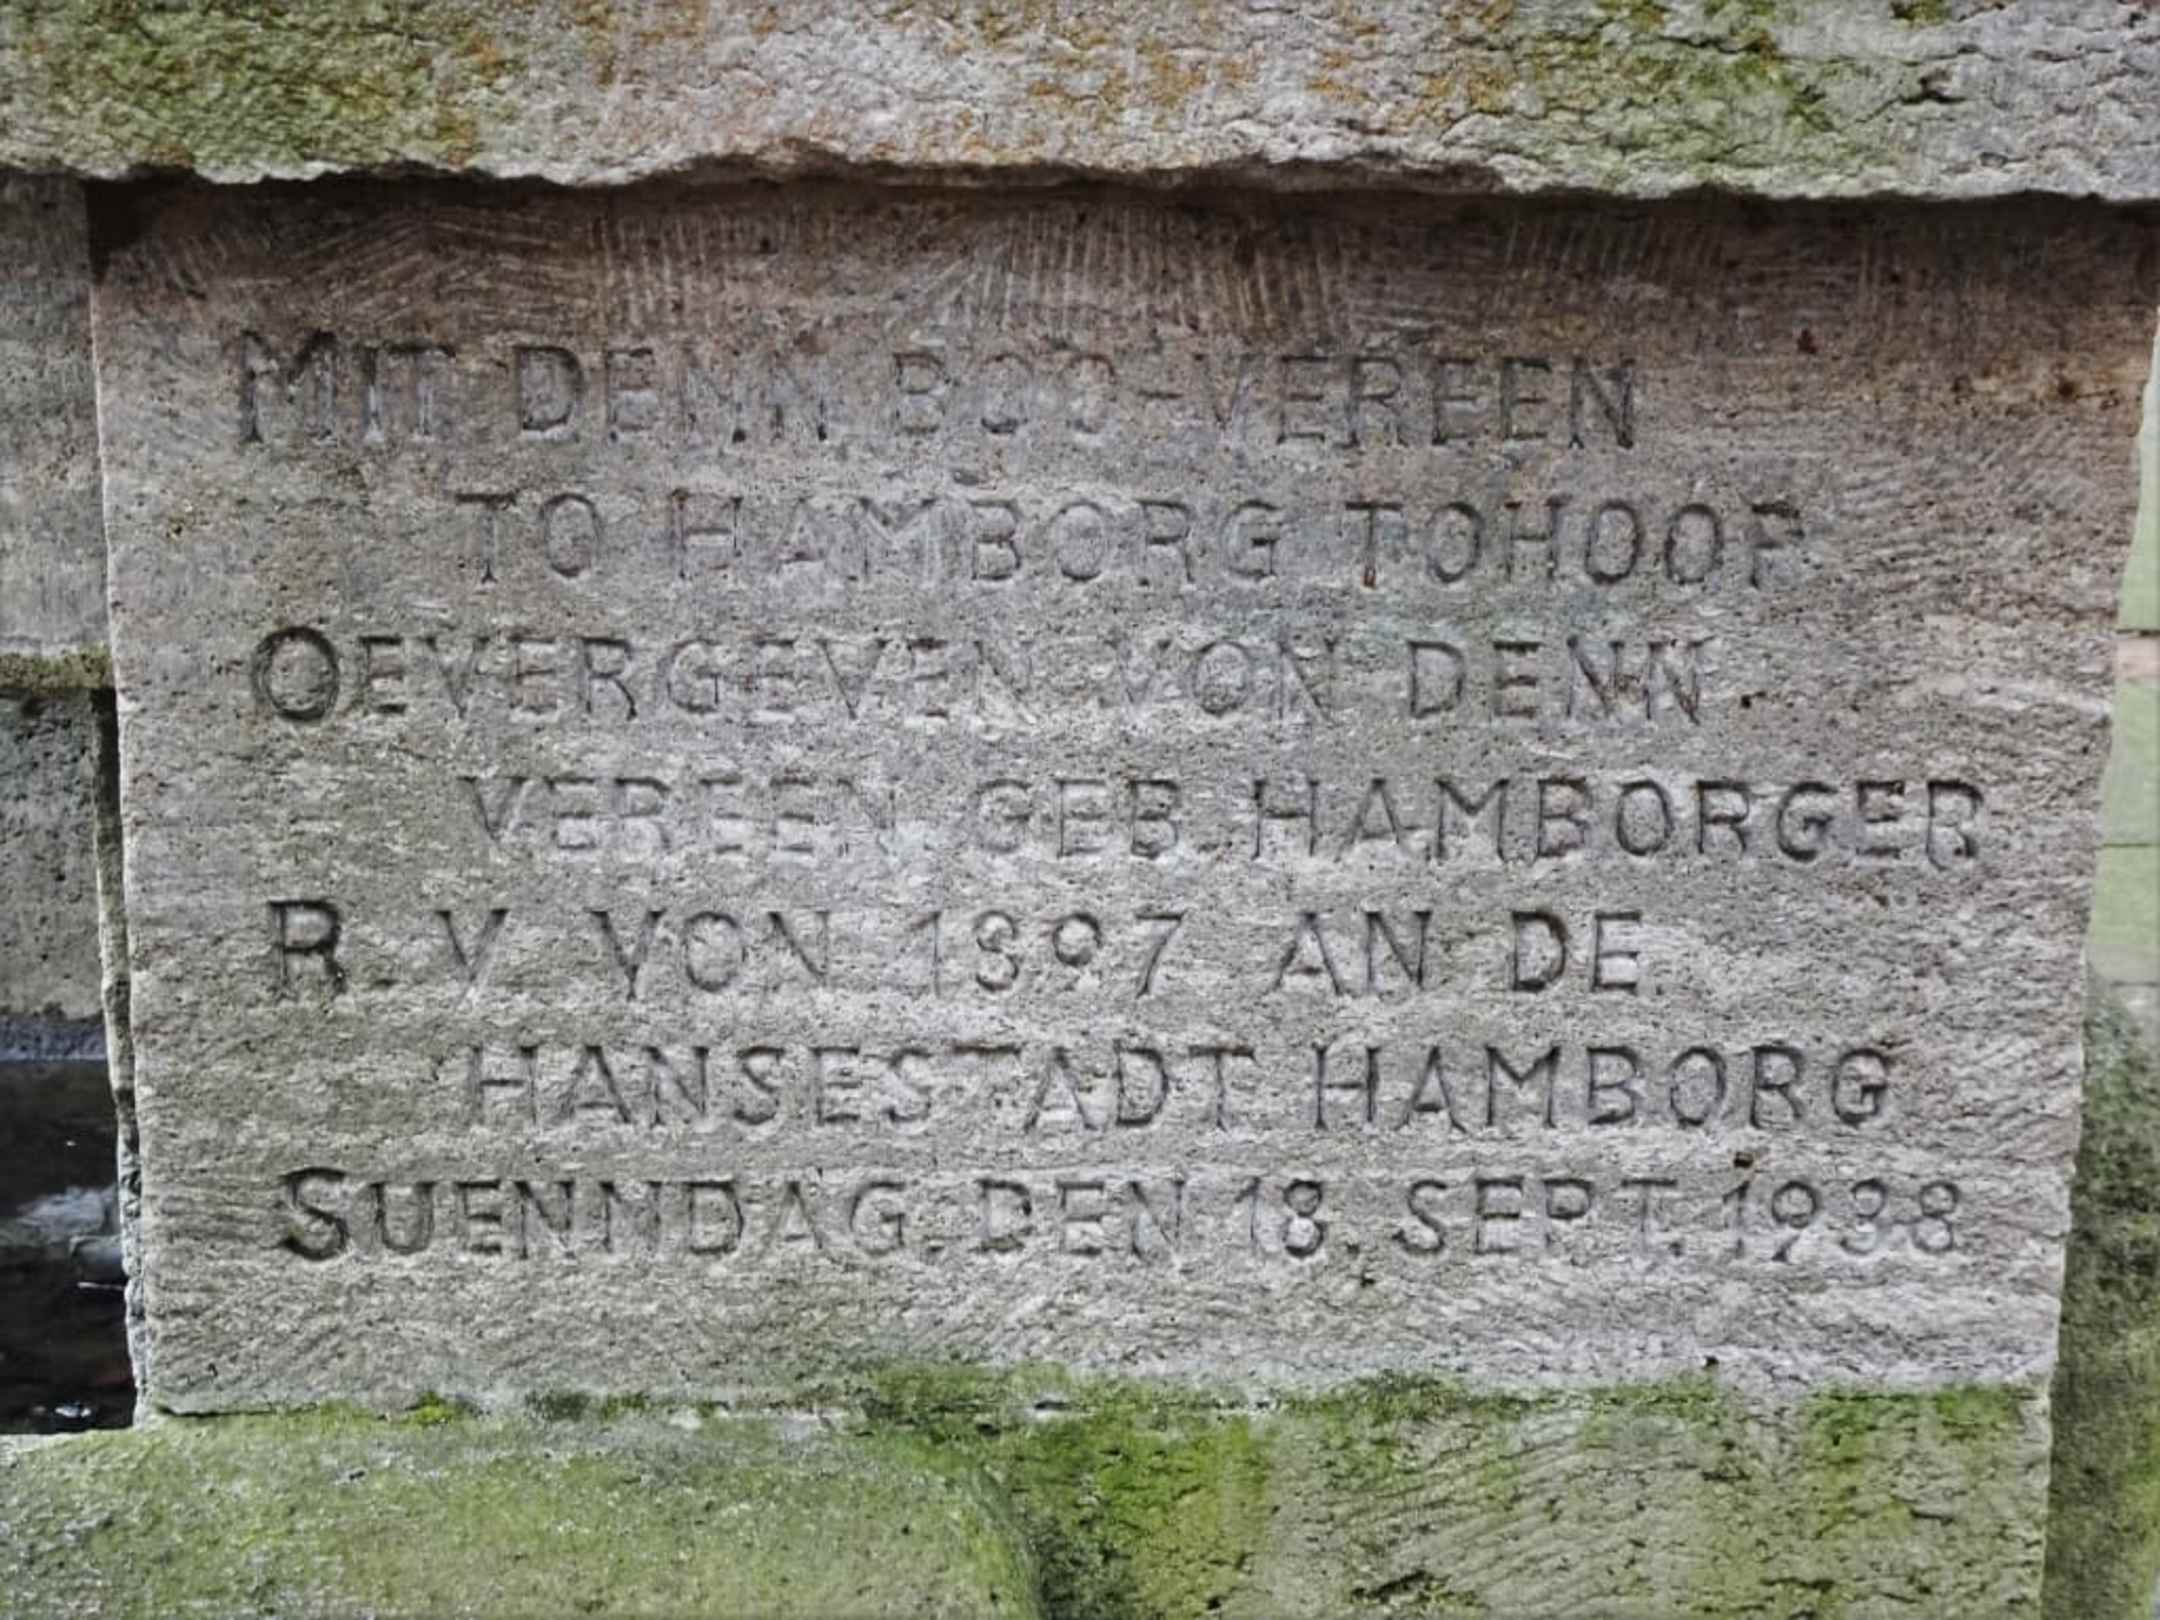 MIT DENN BOO-VEREEN
TO HAMBORG TOHOOP
OEVERGEVEN VON DENN
VEREEN GEB. HAMBORGER
R. V. VON 1897 AN DE
HANSESTADT HAMBORG
SUENNDAG. DEN 18. SEPT. 1938